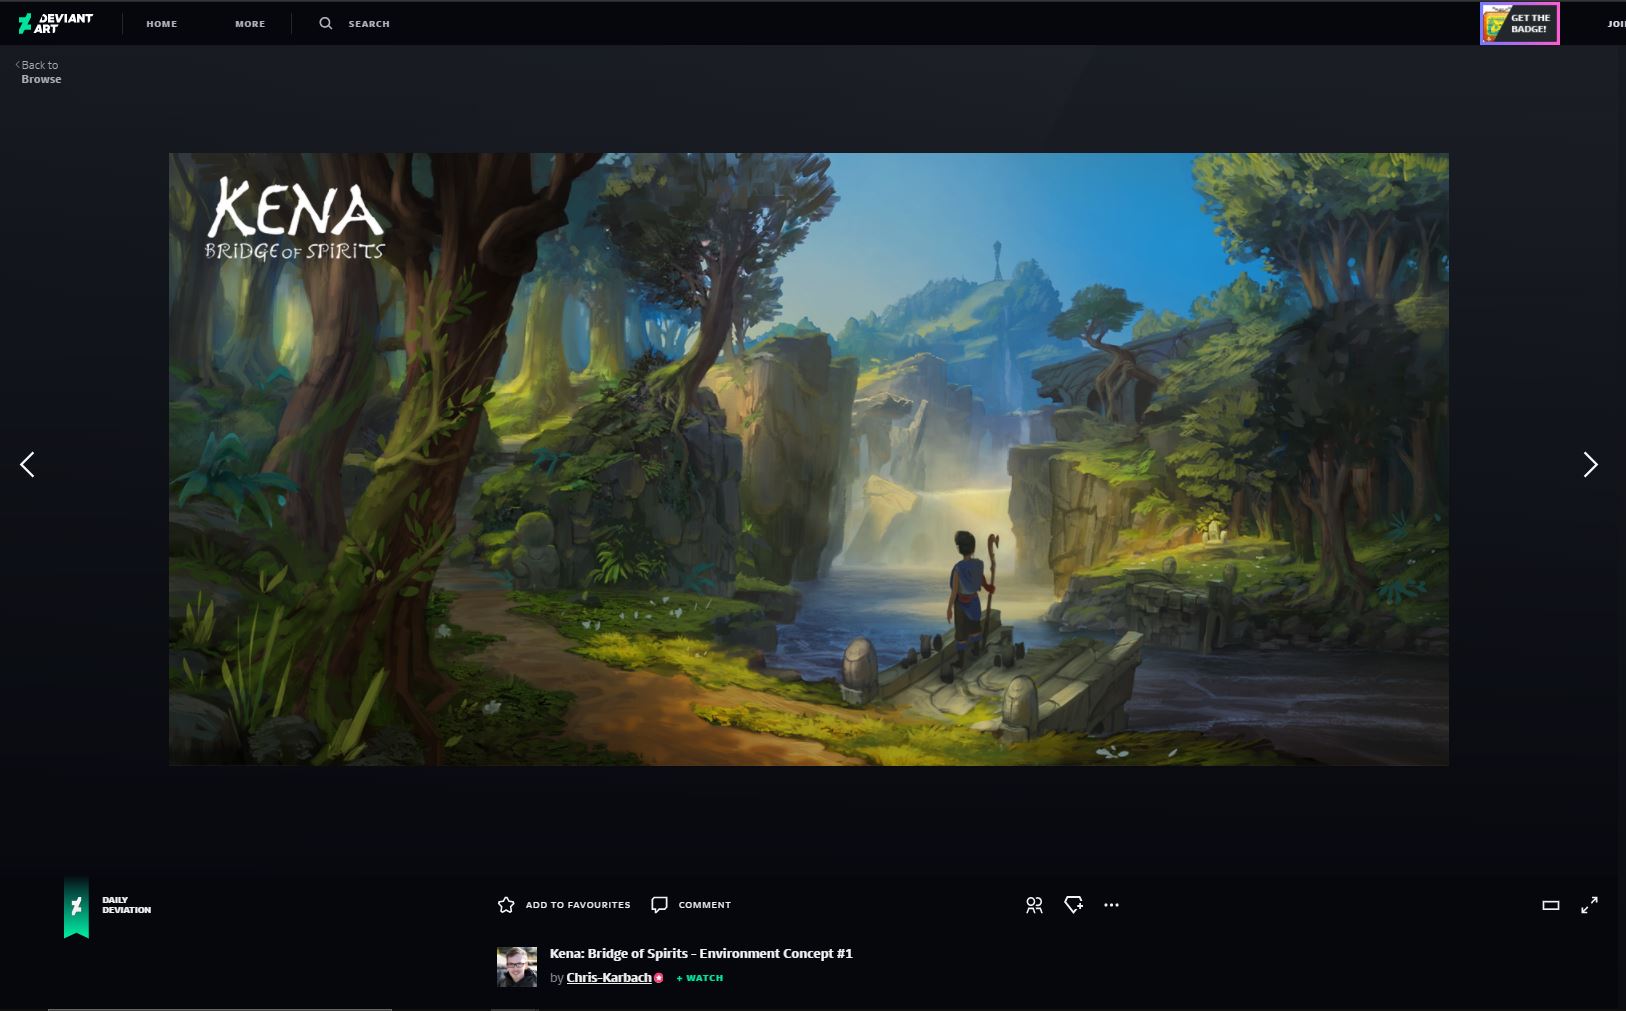 DEVIANT
ART
HOME
MORE
SEARCH
GET THE
BADGE!
JOI
Back to
Browse
KENA
BRIDGE OF SPIRITS
DAILY
DEVIATION
ADD TO FAVOURITES
COMMENT
Kena: Bridge of Spirits - Environment Concept #1
by Chris-Karbach
+ WATCH